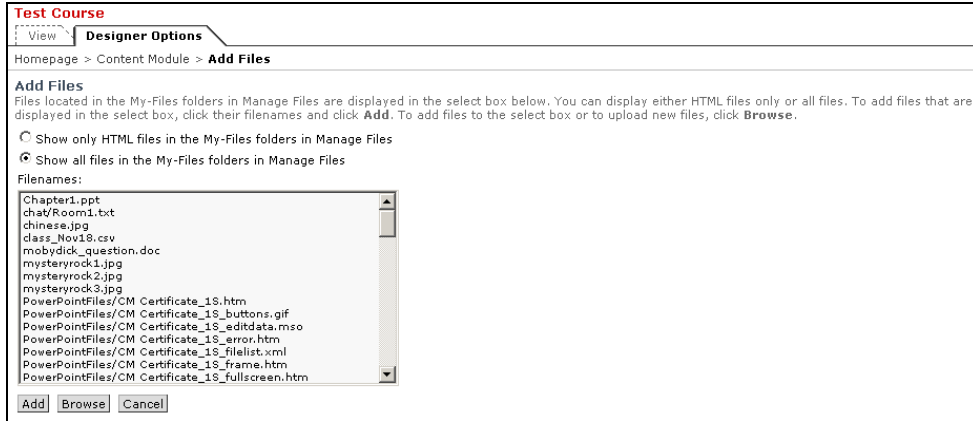 Test Course
View
Designer Options
Homepage > Content Module > Add Files
Add Files
Files located in the My-Files folders in Manage Files are displayed in the select box below. You can display either HTML files only or all files. To add files that are
displayed in the select box, click their filenames and click Add. To add files to the select box or to upload new files, click Browse.
Show only HTML files in the My-Files folders in Manage Files
Show all files in the My-Files folders in Manage Files
Filenames:
Chapter1.ppt
chat/Room1.txt
chinese.jpg
class_Nov18.csv
mobydick_question.doc
mysteryrock1.jpg
mysteryrock2.jpg
mysteryrock3.jpg
PowerPointFiles/CM Certificate_1S.htm
PowerPointFiles/CM Certificate_1S_buttons.gif
PowerPointFiles/CM Certificate_1S_editdata.mso
PowerPointFiles/CM Certificate_1S_error.htm
PowerPointFiles/CM Certificate_1S_filelist.xml
PowerPointFiles/CM Certificate_1S_frame.htm
PowerPointFiles/CM Certificate_1S_fullscreen.htm
Add Browse Cancel